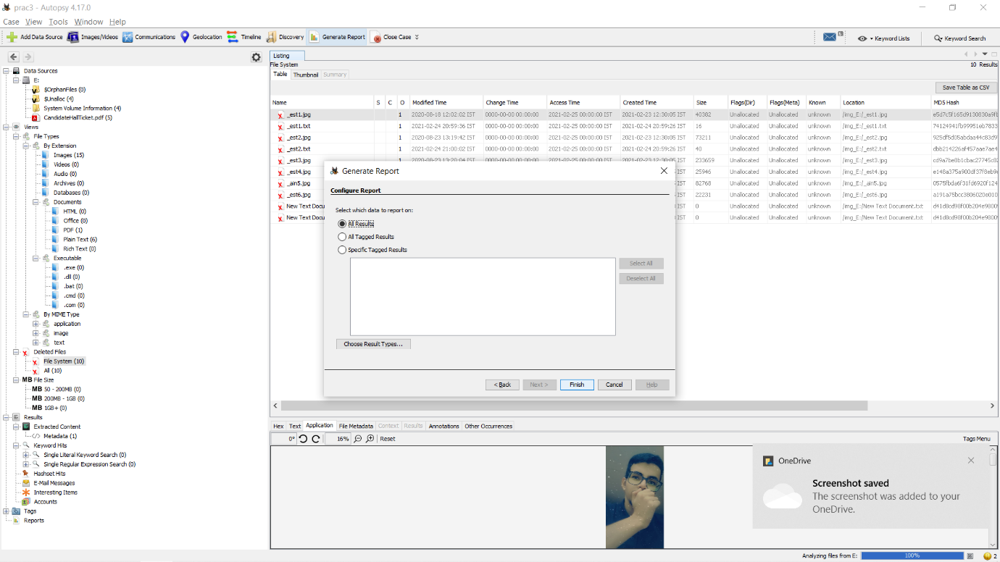 prac3 - Autopsy 4.17.0
Case View Tools Window Help
Add Data Source Images/Videos Communications Geolocation Timeline Discovery Generate Report Close Case Keyword Lists Keyword Search
Listing
File System
10 Results
Table Thumbnail Summary
Save Table as CSV
Name S C O Modified Time Change Time Access Time Created Time Size Flags(Dir) Flags(Meta) Known Location MD5 Hash
_est1.jpg 1 2020-08-18 12:02:02 IST 0000-00-00 00:00:00 2021-02-25 00:00:00 IST 2021-02-23 12:30:05 IST 40382 Unallocated Unallocated unknown /img_E:/_est1.jpg e5d7c5f165d9130830a9fb
_est1.txt 1 2021-02-24 20:59:36 IST 0000-00-00 00:00:00 2021-02-25 00:00:00 IST 2021-02-24 20:59:26 IST 16 Unallocated Unallocated unknown /img_E:/_est1.txt 74124941fb99951eb7833
_est2.jpg 1 2020-08-23 13:19:42 IST 0000-00-00 00:00:00 2021-02-25 00:00:00 IST 2021-02-23 12:30:05 IST 73211 Unallocated Unallocated unknown /img_E:/_est2.jpg 925df5d05abdaa44c83d97
_est2.txt 1 2021-02-24 21:00:02 IST 0000-00-00 00:00:00 2021-02-25 00:00:00 IST 2021-02-24 20:59:26 IST 40 Unallocated Unallocated unknown /img_E:/_est2.txt dbb214226af457aae7ae4
_est3.jpg 1 2020-08-23 13:20:04 IST 0000-00-00 00:00:00 2021-02-25 00:00:00 IST 2021-02-23 12:30:05 IST 233659 Unallocated Unallocated unknown /img_E:/_est3.jpg cd9a7be8b1cbac27745c82
_est4.jpg IST 25946 Unallocated Unallocated unknown /img_E:/_est4.jpg e148a375a900df37f8eb9
_ain5.jpg IST 82768 Unallocated Unallocated unknown /img_E:/_ain5.jpg 0575fbda6f31fd6920f124
_est6.jpg IST 22231 Unallocated Unallocated unknown /img_E:/_est6.jpg a191a75bcc3806020e010
New Text Docu IST 0 Unallocated Unallocated unknown /img_E:/New Text Document.txt d41d8cd98f00b204e9800
New Text Docu IST 0 Unallocated Unallocated unknown /img_E:/New Text Document.txt d41d8cd98f00b204e9800
Data Sources
E:
$OrphanFiles (0)
$Unalloc (4)
System Volume Information (4)
CandidateHallTicket.pdf (5)
Views
File Types
By Extension
Images (15)
Videos (0)
Audio (0)
Archives (0)
Databases (0)
Documents
HTML (0)
Office (0)
PDF (1)
Plain Text (6)
Rich Text (0)
Executable
.exe (0)
.dll (0)
.bat (0)
.cmd (0)
.com (0)
By MIME Type
application
image
text
Deleted Files
File System (10)
All (10)
MB File Size
MB 50 - 200MB (0)
MB 200MB - 1GB (0)
MB 1GB+ (0)
Results
Extracted Content
Metadata (1)
Keyword Hits
Single Literal Keyword Search (0)
Single Regular Expression Search (0)
Hashset Hits
E-Mail Messages
Interesting Items
Accounts
Tags
Reports
Generate Report
Configure Report
Select which data to report on:
All Results
All Tagged Results
Specific Tagged Results
Select All
Deselect All
Choose Result Types...
< Back Next > Finish Cancel Help
Hex Text Application File Metadata Context Results Annotations Other Occurrences
0° 16% Reset Tags Menu
OneDrive
Screenshot saved
The screenshot was added to your
OneDrive.
Analyzing files from E: 100% 2